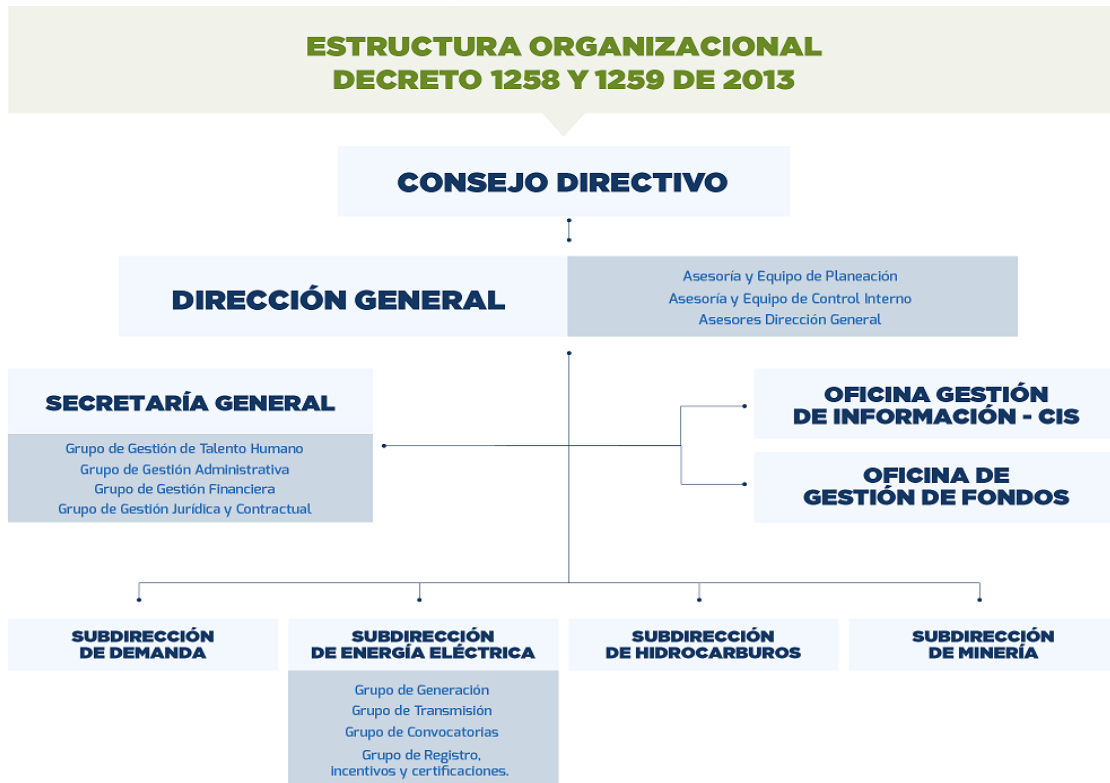 ESTRUCTURA ORGANIZACIONAL
DECRETO 1258 Y 1259 DE 2013
CONSEJO DIRECTIVO
DIRECCIÓN GENERAL
Asesoría y Equipo de Planeación
Asesoría y Equipo de Control Interno
Asesores Dirección General
SECRETARÍA GENERAL
Grupo de Gestión de Talento Humano
Grupo de Gestión Administrativa
Grupo de Gestión Financiera
Grupo de Gestión Jurídica y Contractual
OFICINA GESTIÓN
DE INFORMACIÓN - CIS
OFICINA DE
GESTIÓN DE FONDOS
SUBDIRECCIÓN
DE DEMANDA
SUBDIRECCIÓN
DE ENERGÍA ELÉCTRICA
Grupo de Generación
Grupo de Transmisión
Grupo de Convocatorias
Grupo de Registro,
incentivos y certificaciones.
SUBDIRECCIÓN
DE HIDROCARBUROS
SUBDIRECCIÓN
DE MINERÍA